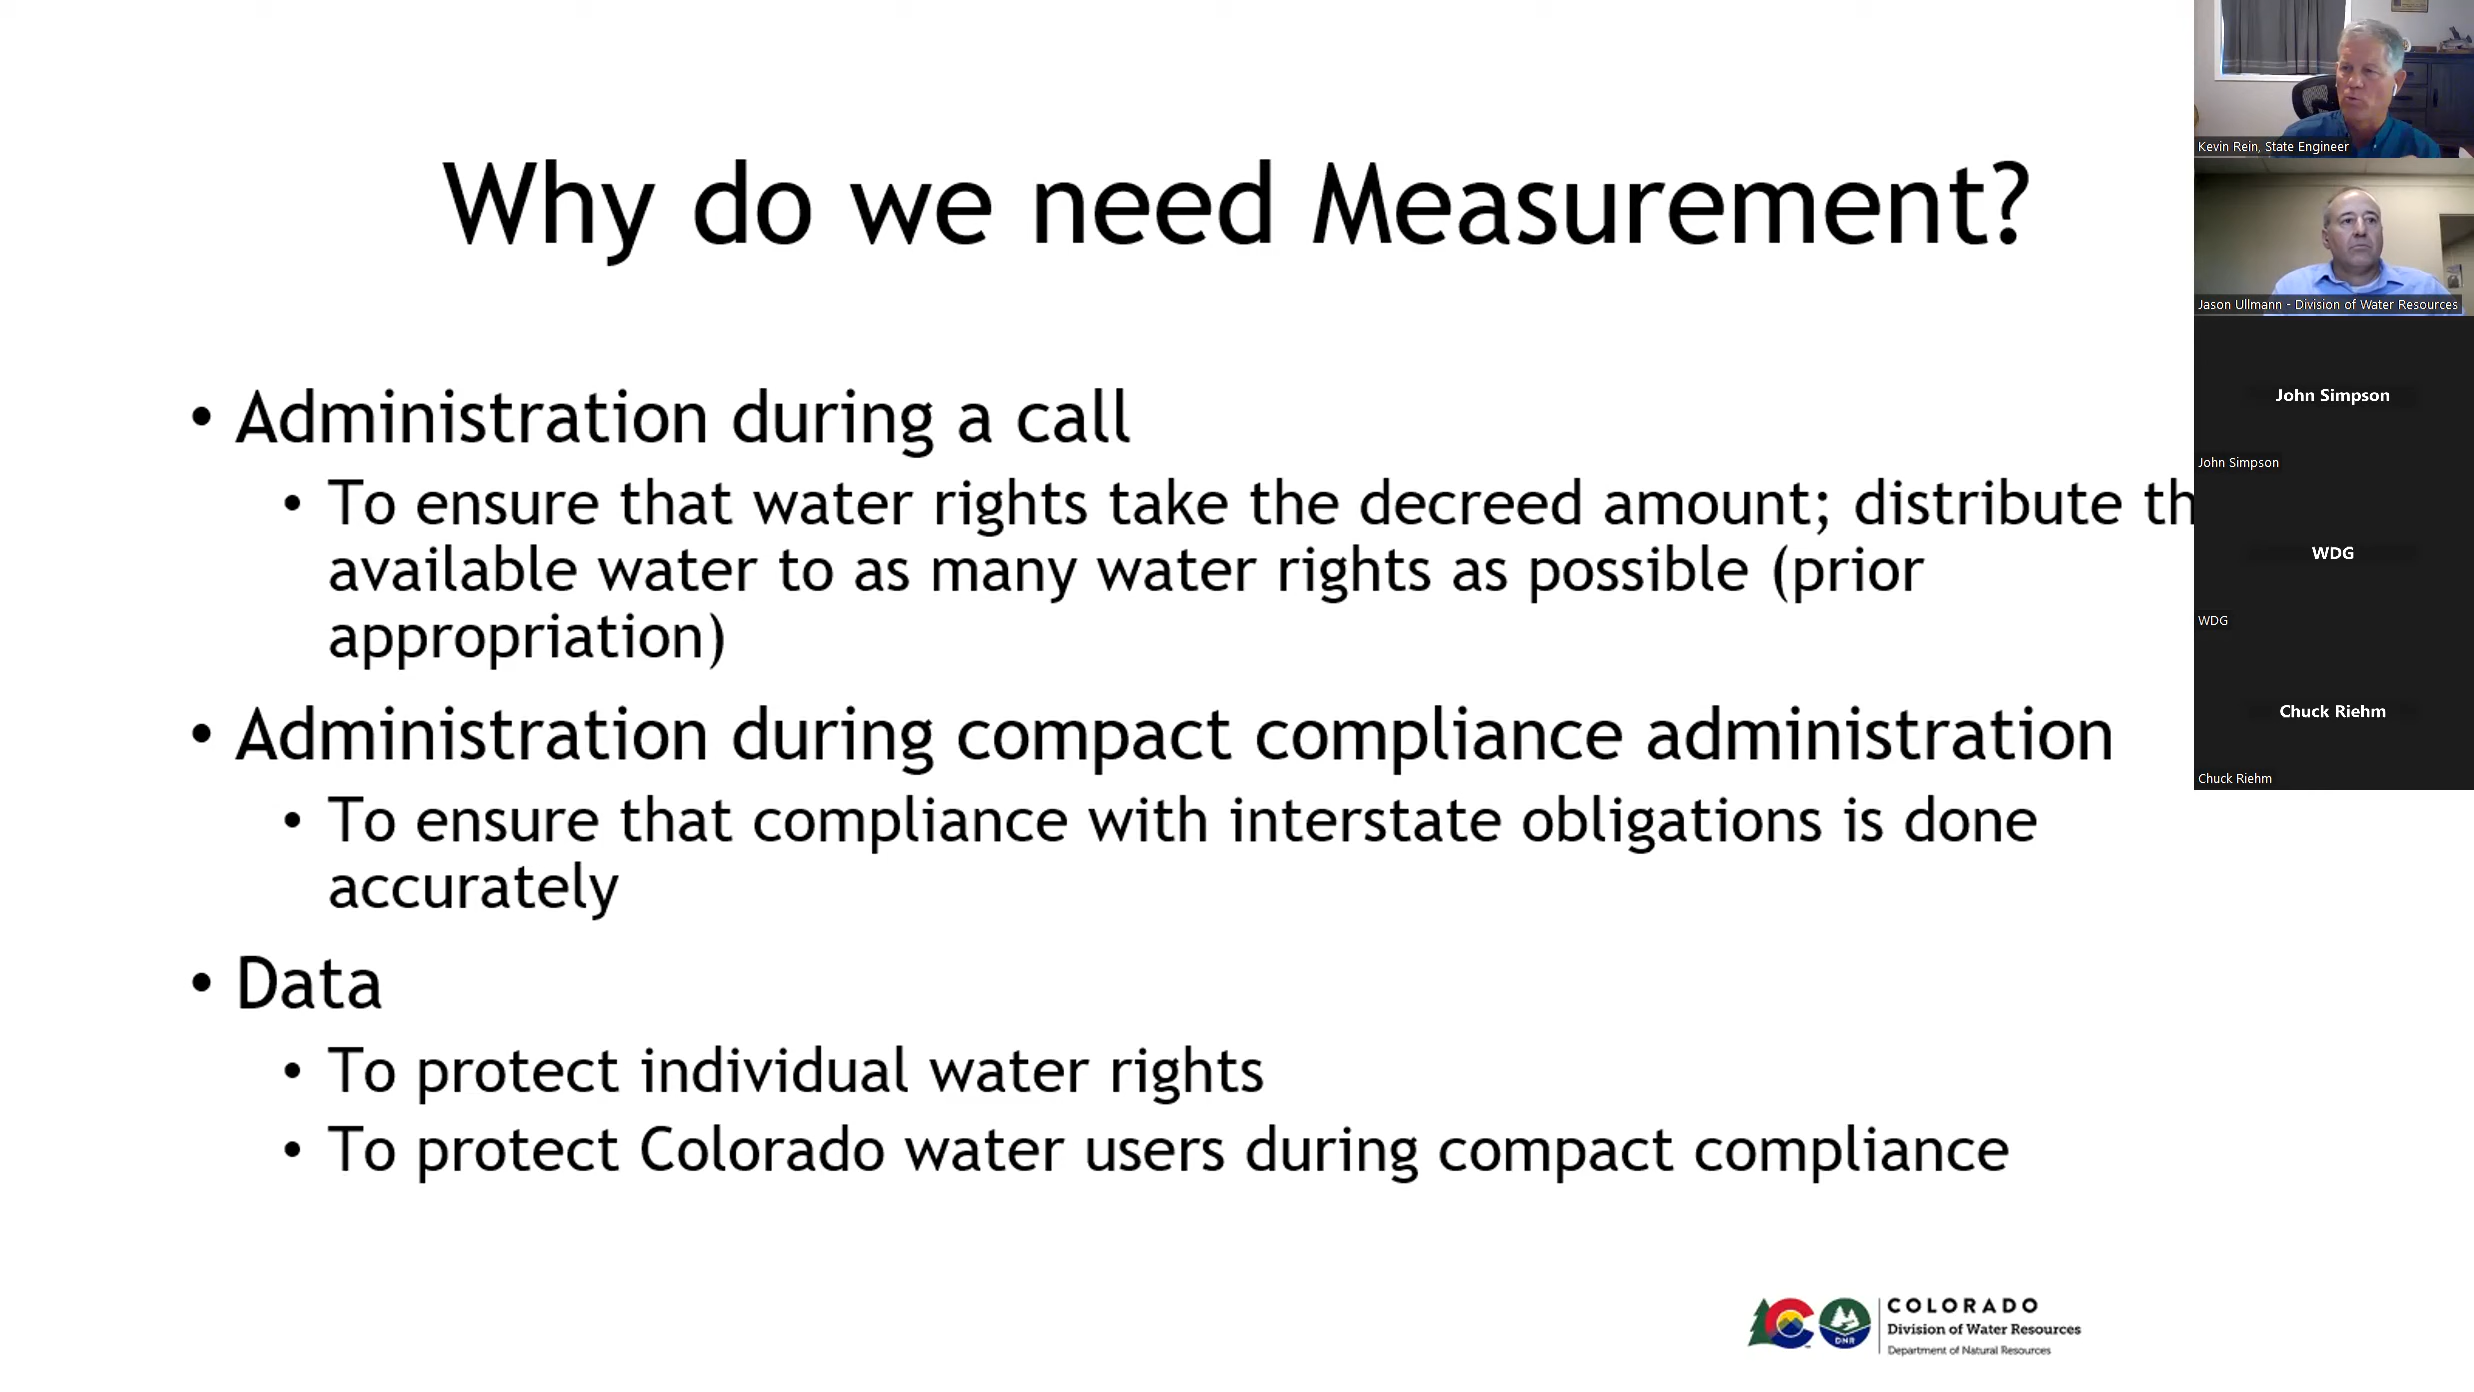 Why do we need Measurement?
• Administration during a call
• To ensure that water rights take the decreed amount; distribute th
available water to as many water rights as possible (prior
appropriation)
• Administration during compact compliance administration
• To ensure that compliance with interstate obligations is done
accurately
• Data
• To protect individual water rights
• To protect Colorado water users during compact compliance
COLORADO
Division of Water Resources
Department of Natural Resources
DNR
Kevin Rein, State Engineer
Jason Ullmann - Division of Water Resources
John Simpson
John Simpson
WDG
WDG
Chuck Riehm
Chuck Riehm